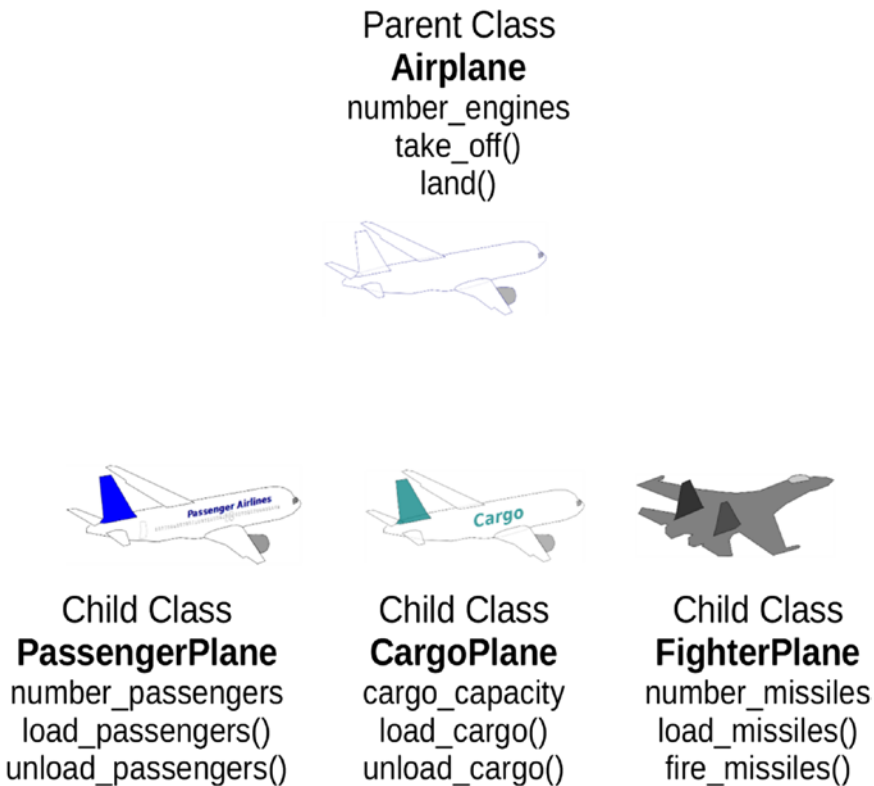 Parent Class
Airplane
number_engines
take_off()
land()
Passenger Airlines
Cargo
Child Class
PassengerPlane
number_passengers
load_passengers()
unload_passengers()
Child Class
CargoPlane
cargo_capacity
load_cargo()
unload_cargo()
Child Class
FighterPlane
number_missiles
load_missiles()
fire_missiles()